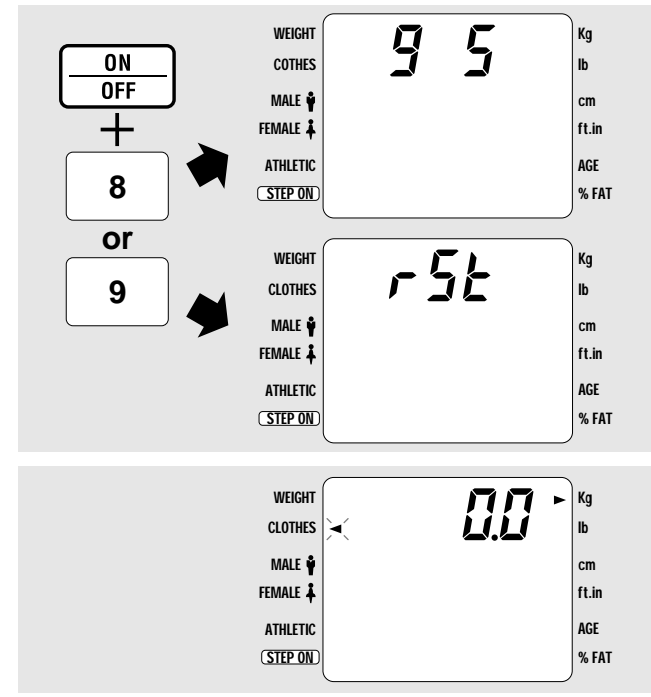 ON
OFF
+
8
or
9
WEIGHT 9 5 Kg
COTHES lb
MALE cm
FEMALE ft.in
ATHLETIC AGE
STEP ON % FAT
WEIGHT rSt Kg
CLOTHES lb
MALE cm
FEMALE ft.in
ATHLETIC AGE
STEP ON % FAT
WEIGHT 0.0 Kg
CLOTHES lb
MALE cm
FEMALE ft.in
ATHLETIC AGE
STEP ON % FAT